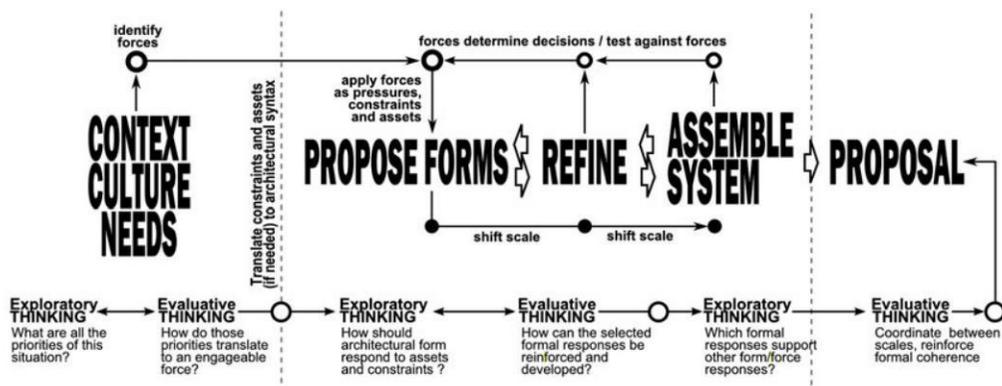 identify
forces
forces determine decisions / test against forces
apply forces
as pressures,
constraints
and assets
CONTEXT
CULTURE
NEEDS
Translate constraints and assets
(if needed) to architectural syntax
PROPOSE FORMS
REFINE
ASSEMBLE
SYSTEM
PROPOSAL
shift scale
shift scale
Exploratory
THINKING
What are all the
priorities of this
situation?
Evaluative
THINKING
How do those
priorities translate
to an engageable
force?
Exploratory
THINKING
How should
architectural form
respond to assets
and constraints ?
Evaluative
THINKING
How can the selected
formal responses be
reinforced and
developed?
Exploratory
THINKING
Which formal
responses support
other form/force
responses?
Evaluative
THINKING
Coordinate between
scales, reinforce
formal coherence